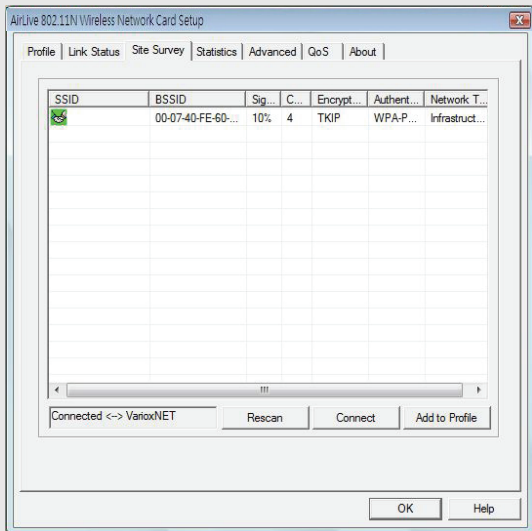 AirLive 802.11N Wireless Network Card Setup
Profile Link Status Site Survey Statistics Advanced QoS About
SSID BSSID Sig... C... Encrypt... Authent... Network T...
00-07-40-FE-60-... 10% 4 TKIP WPA-P... Infrastruct...
Connected <--> VarioxNET Rescan Connect Add to Profile
OK Help